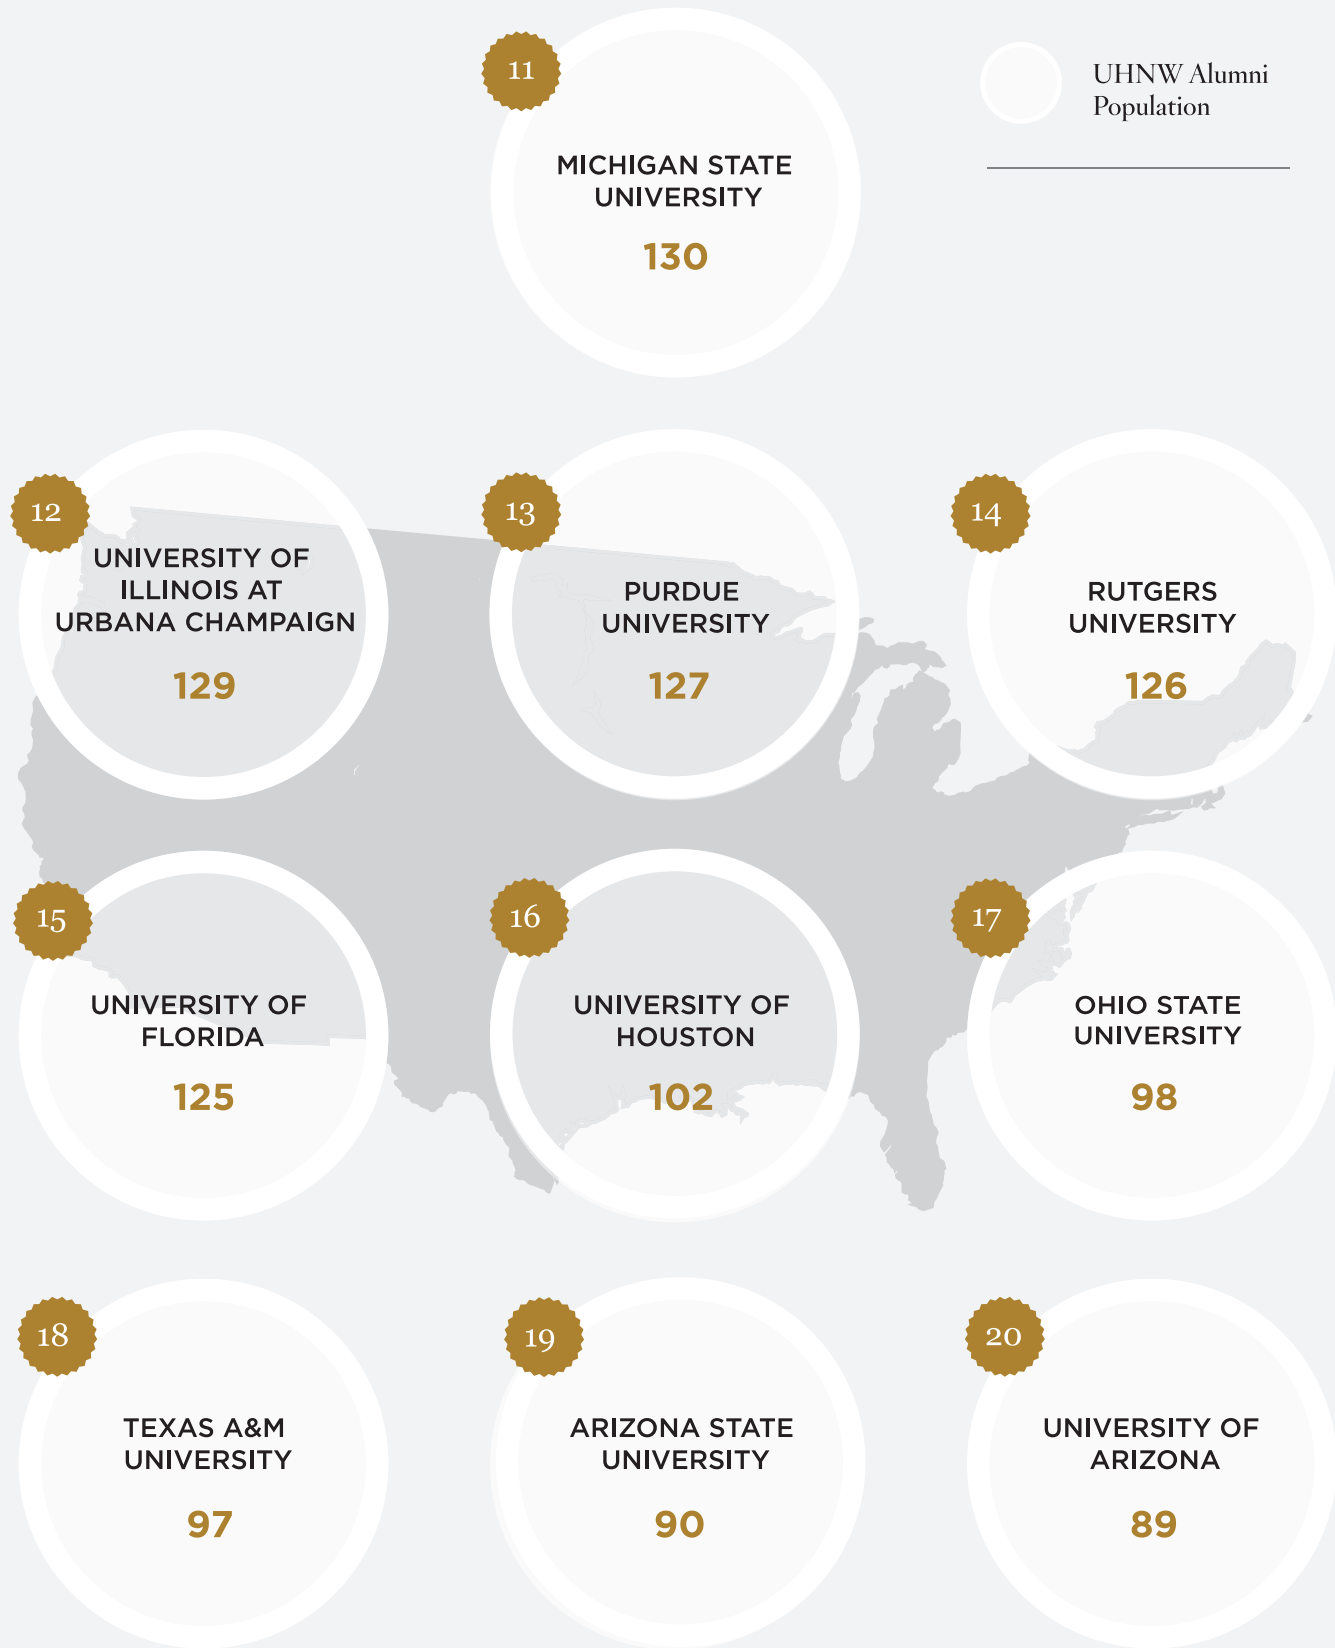 11
MICHIGAN STATE
UNIVERSITY
130
UHNW Alumni
Population
12
UNIVERSITY OF
ILLINOIS AT
URBANA CHAMPAIGN
129
13
PURDUE
UNIVERSITY
127
14
RUTGERS
UNIVERSITY
126
15
UNIVERSITY OF
FLORIDA
125
16
UNIVERSITY OF
HOUSTON
102
17
OHIO STATE
UNIVERSITY
98
18
TEXAS A&M
UNIVERSITY
97
19
ARIZONA STATE
UNIVERSITY
90
20
UNIVERSITY OF
ARIZONA
89